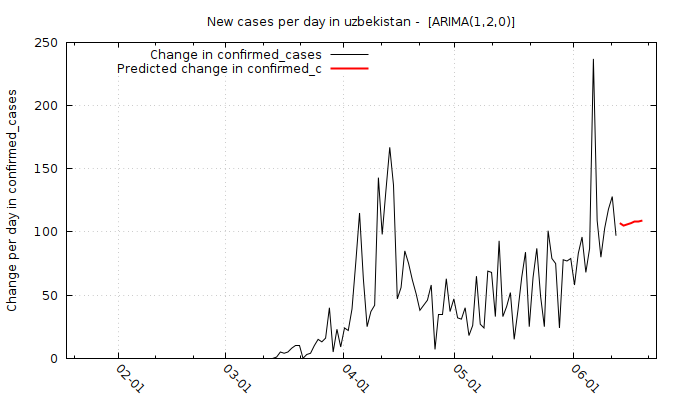 New cases per day in uzbekistan -  [ARIMA(1,2,0)]
Change in confirmed_cases
Predicted change in confirmed_c
Change per day in confirmed_cases
250
200
150
100
50
0
02-01
03-01
04-01
05-01
06-01